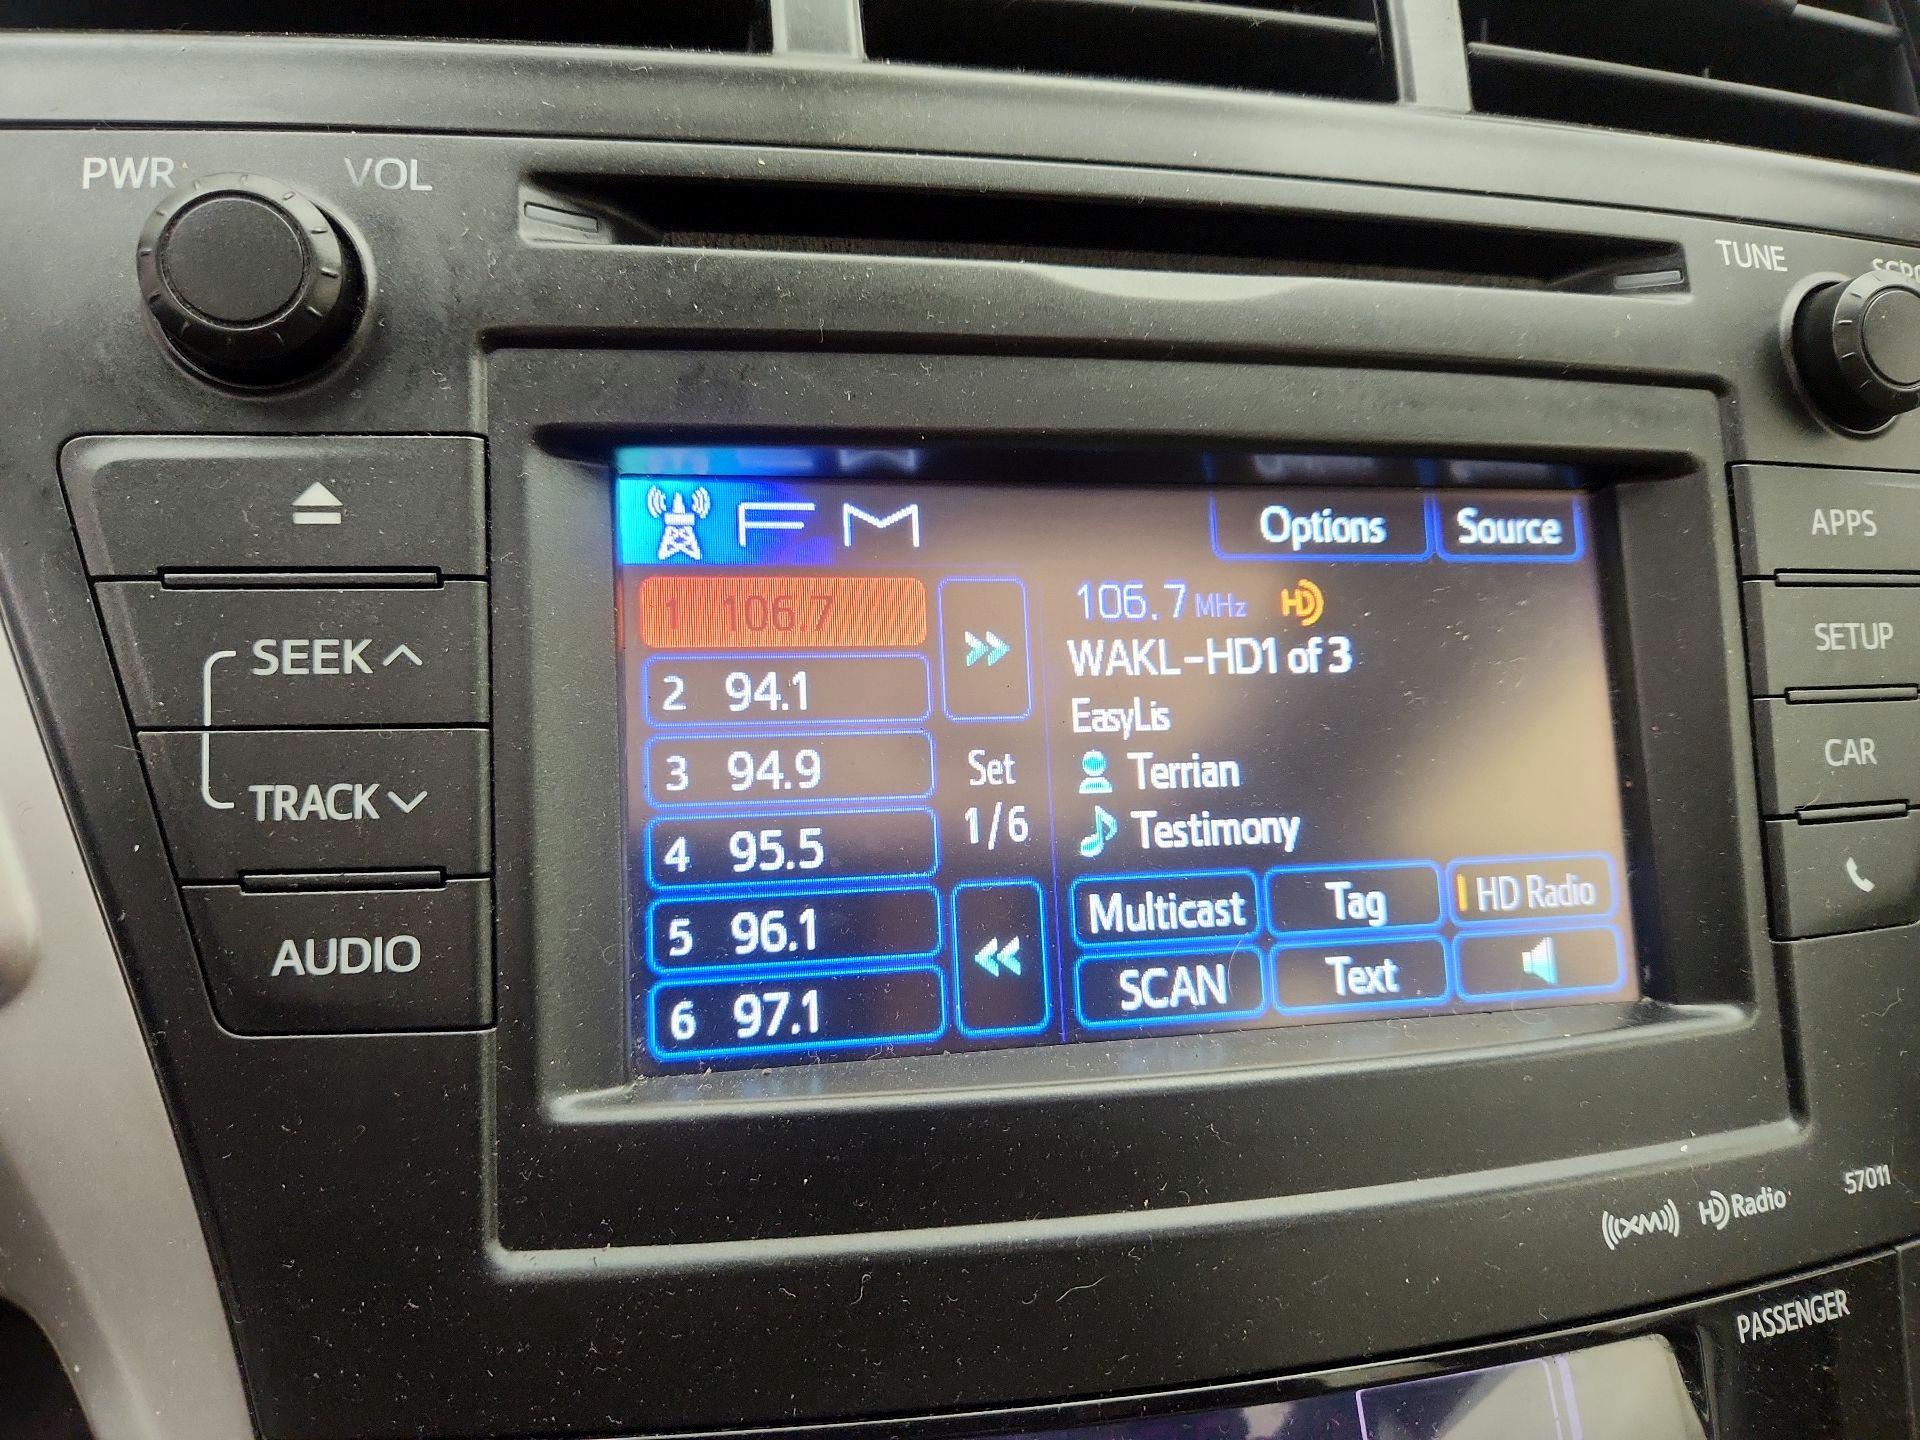 PWR VOL
TUNE
SEEK
TRACK
AUDIO
FM Options Source
1 106.7
2 94.1
3 94.9
4 95.5
5 96.1
6 97.1
Set
1/6
106.7 MHz HD
WAKL-HD1 of 3
EasyLis
Terrian
Testimony
Multicast Tag HD Radio
SCAN Text
APPS
SETUP
CAR
XM HD Radio 57011
PASSENGER